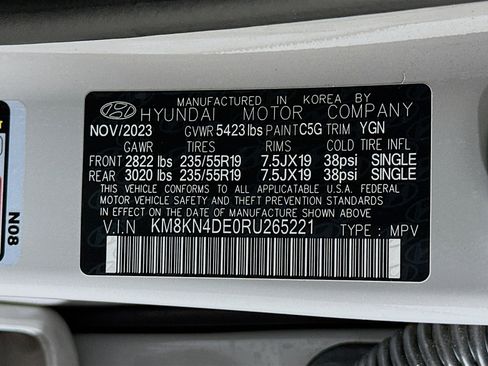 MANUFACTURED IN KOREA BY
HYUNDAI MOTOR COMPANY
NOV/2023 GVWR 5423 lbs PAINT C5G TRIM YGN
GAWR TIRES RIMS COLD TIRE INFL
FRONT 2822 lbs 235/55R19 7.5JX19 38psi SINGLE
REAR 3020 lbs 235/55R19 7.5JX19 38psi SINGLE
THIS VEHICLE CONFORMS TO ALL APPLICABLE U.S.A. FEDERAL
MOTOR VEHICLE SAFETY AND THEFT PREVENTION STANDARDS
IN EFFECT ON THE DATE OF MANUFACTURE SHOWN ABOVE.
V.I.N KM8KN4DE0RU265221
TYPE : MPV
N08